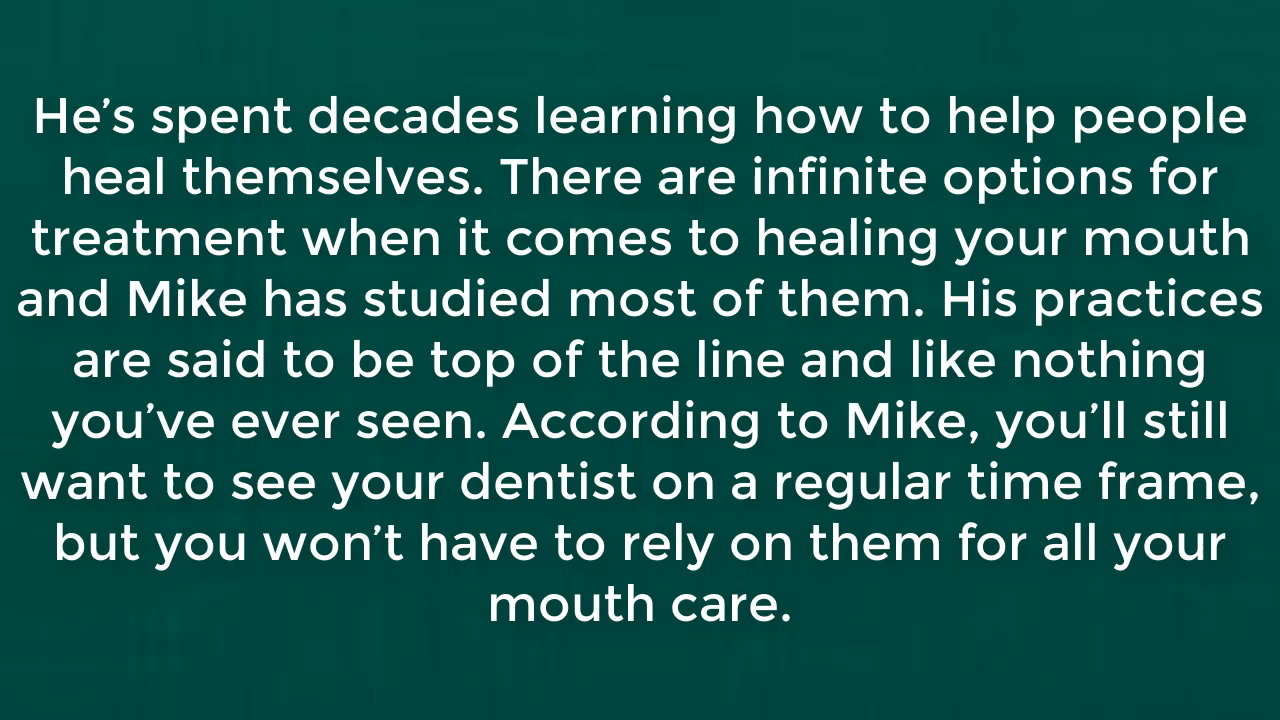 He’s spent decades learning how to help people
heal themselves. There are infinite options for
treatment when it comes to healing your mouth
and Mike has studied most of them. His practices
are said to be top of the line and like nothing
you’ve ever seen. According to Mike, you’ll still
want to see your dentist on a regular time frame,
but you won’t have to rely on them for all your
mouth care.